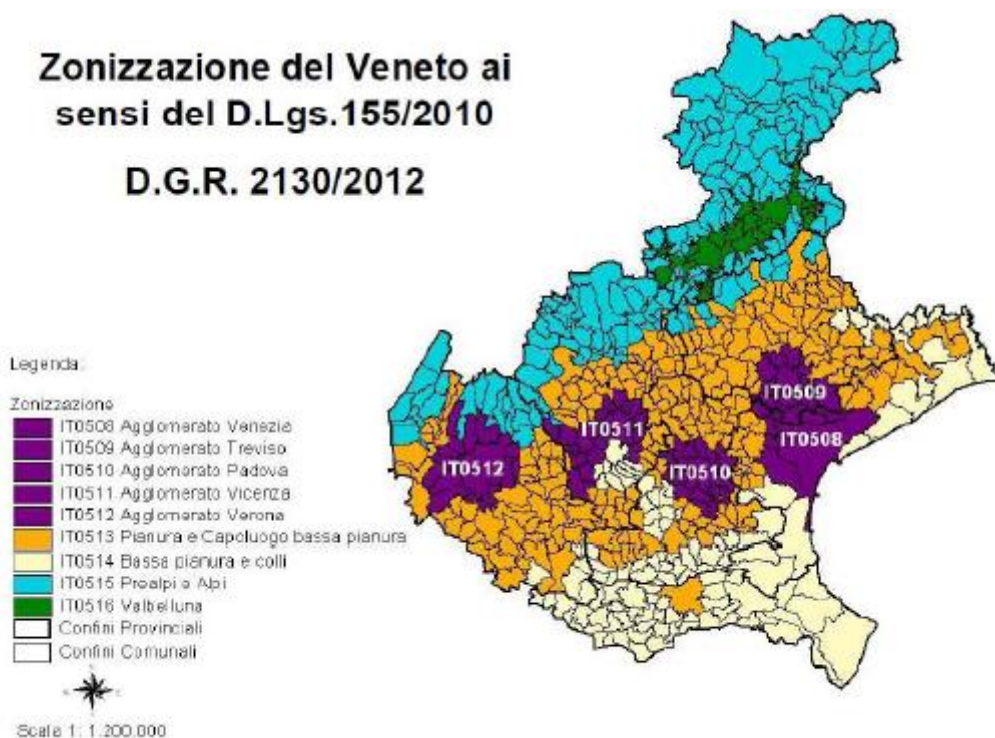 Zonizzazione del Veneto ai
sensi del D.Lgs.155/2010
D.G.R. 2130/2012
Legenda:
Zonizzazione
IT0508 Agglomerato Venezia
IT0509 Agglomerato Treviso
IT0510 Agglomerato Padova
IT0511 Agglomerato Vicenza
IT0512 Agglomerato Verona
IT0513 Pianura e Capoluogo bassa pianura
IT0514 Bassa pianura e colli
IT0515 Prealpi e Alpi
IT0516 Valbelluna
Confini Provinciali
Confini Comunali
Scala 1: 1.200.000
IT0509
IT0511
IT0508
IT0512
IT0510